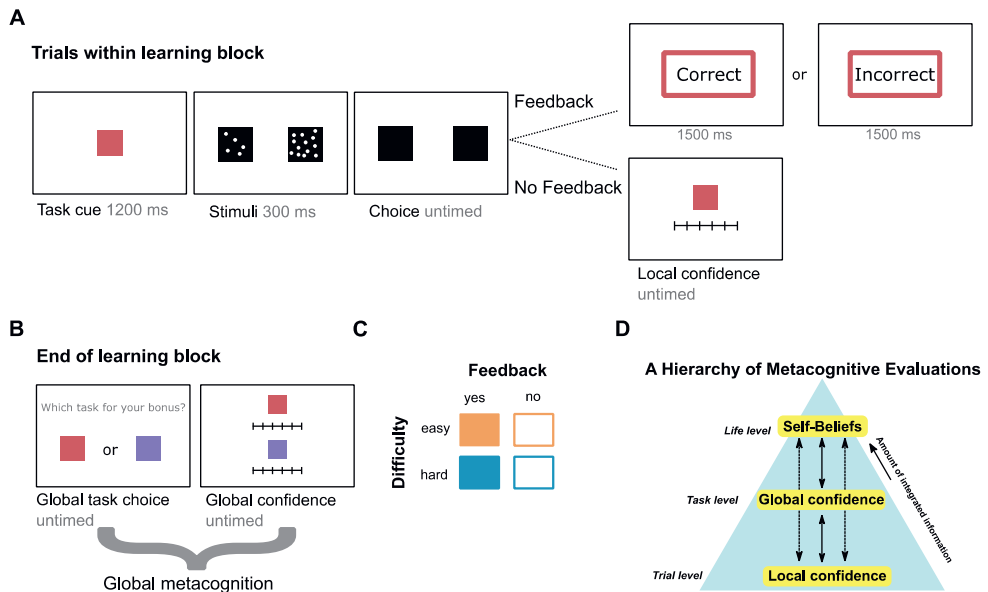 A
Trials within learning block
Task cue 1200 ms
Stimuli 300 ms
Choice untimed
Feedback
No Feedback
Correct
1500 ms
or
Incorrect
1500 ms
Local confidence
untimed
B
End of learning block
Which task for your bonus?
or
Global task choice
untimed
Global confidence
untimed
Global metacognition
C
Feedback
yes no
Difficulty
easy
hard
D
A Hierarchy of Metacognitive Evaluations
Life level
Self-Beliefs
Amount of integrated information
Task level
Global confidence
Trial level
Local confidence